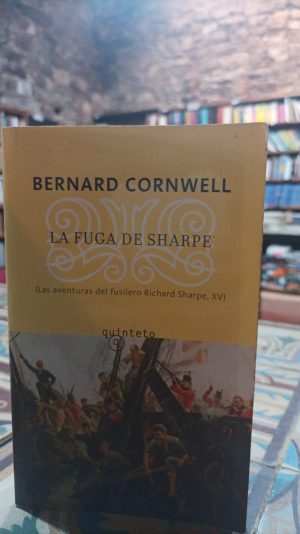 BERNARD CORNWELL
LA FUGA DE SHARPE
(Las aventuras del fusilero Richard Sharpe, XV)
quinteto
q